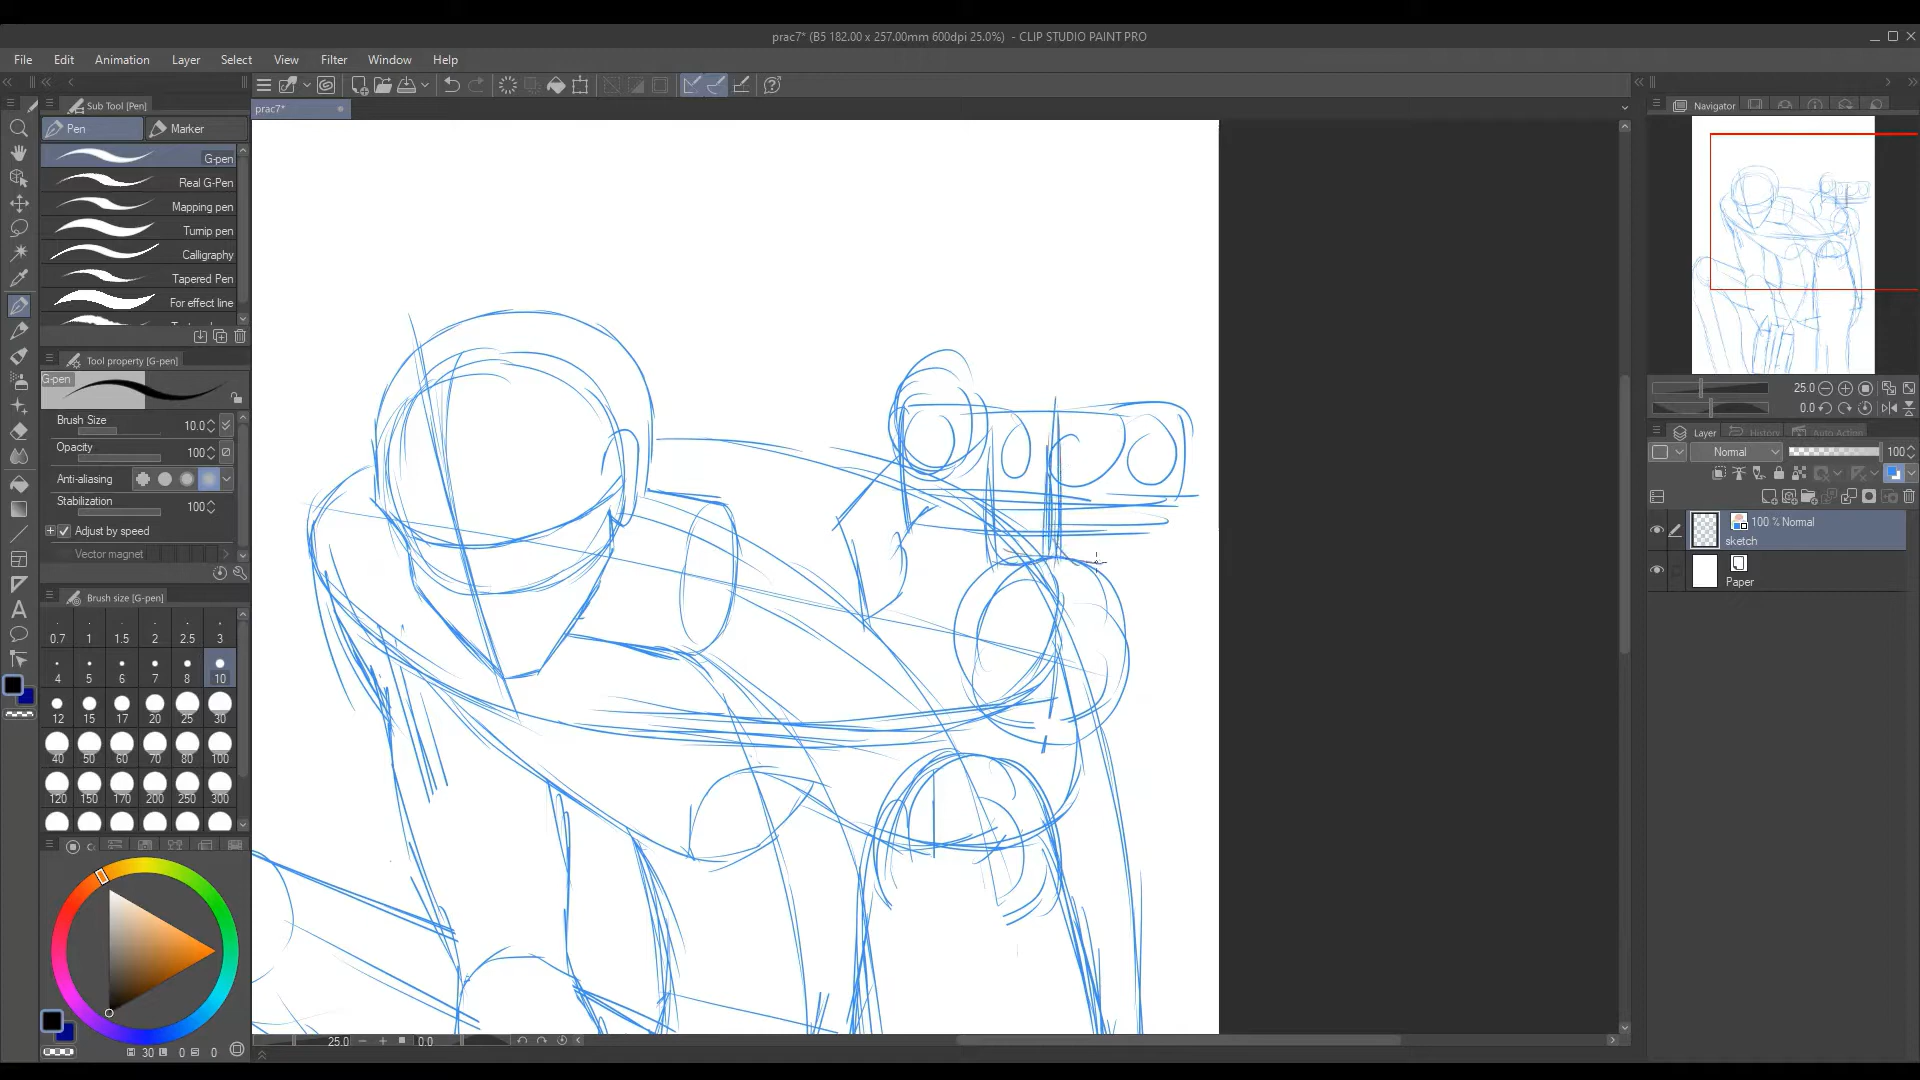 prac7* (B5 182.00 x 257.00mm 600dpi 25.0%)  - CLIP STUDIO PAINT PRO
File Edit Animation Layer Select View Filter Window Help
Sub Tool [Pen]
prac7*
Navigator
Pen
Marker
G-pen
Real G-Pen
Mapping pen
Turnip pen
Calligraphy
Tapered Pen
For effect line
Tool property [G-pen]
G-pen
Brush Size 10.0
Opacity 100
Anti-aliasing
Stabilization 100
Adjust by speed
Vector magnet
Brush size [G-pen]
0.7 1 1.5 2 2.5 3
4 5 6 7 8 10
12 15 17 20 25 30
40 50 60 70 80 100
120 150 170 200 250 300
H 30 L 0 S 0
25.0
0.0
25.0
0.0
Layer
History
Auto Action
Normal
100
100 % Normal
sketch
Paper